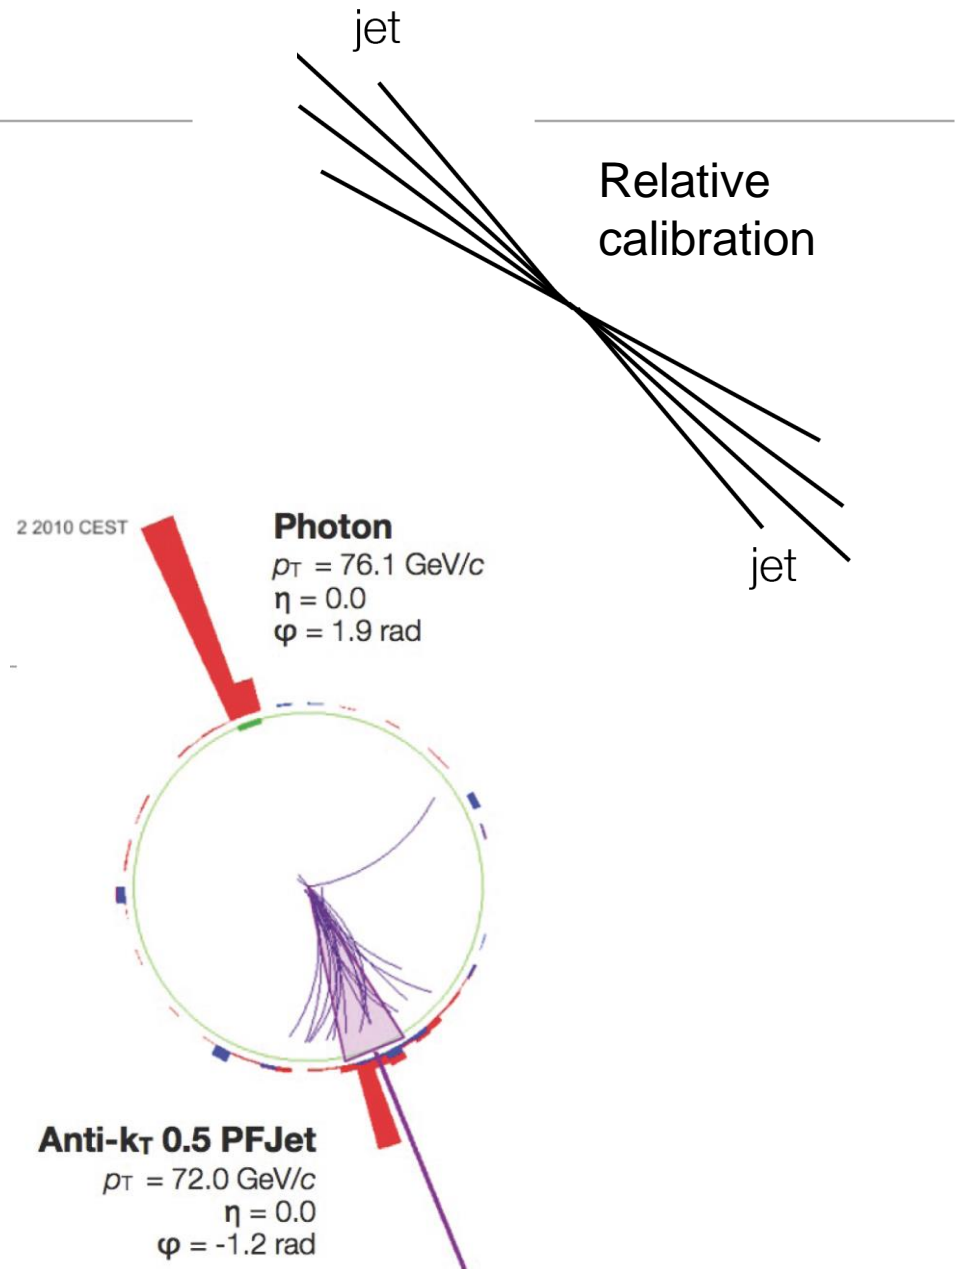 jet
Relative
calibration
jet
2 2010 CEST
Photon
pT = 76.1 GeV/c
η = 0.0
φ = 1.9 rad
Anti-kT 0.5 PFJet
pT = 72.0 GeV/c
η = 0.0
φ = -1.2 rad